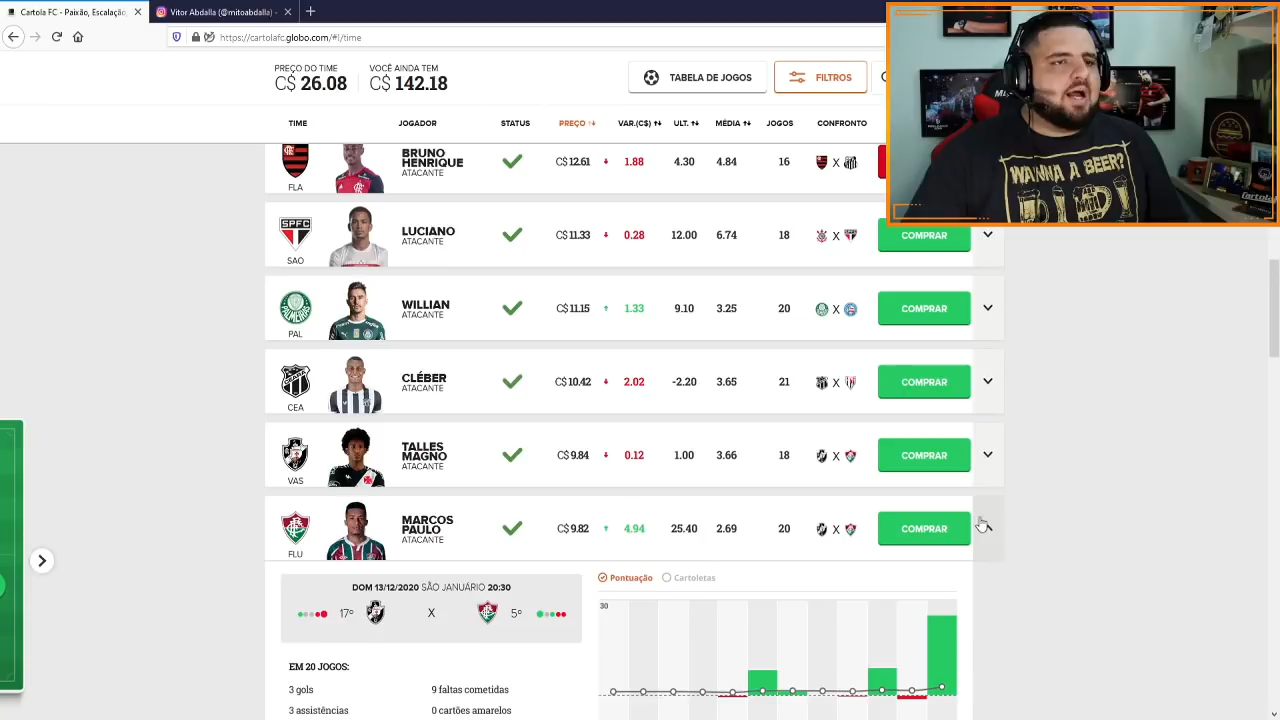 Cartola FC - Paixão, Escalação,
Vitor Abdalla (@mitoabdalla) -
https://cartolafc.globo.com/#!/time
PREÇO DO TIME
C$ 26.08
VOCÊ AINDA TEM
C$ 142.18
TABELA DE JOGOS
FILTROS
TIME JOGADOR STATUS PREÇO VAR.(C$) ULT. MÉDIA JOGOS CONFRONTO
FLA
BRUNO
HENRIQUE
ATACANTE
C$ 12.61 1.88 4.30 4.84 16 X
SPFC
SAO
LUCIANO
ATACANTE
C$ 11.33 0.28 12.00 6.74 18 X COMPRAR
PAL
WILLIAN
ATACANTE
C$ 11.15 1.33 9.10 3.25 20 X COMPRAR
CEA
CLÉBER
ATACANTE
C$ 10.42 2.02 -2.20 3.65 21 X COMPRAR
VAS
TALLES
MAGNO
ATACANTE
C$ 9.84 0.12 1.00 3.66 18 X COMPRAR
FLU
MARCOS
PAULO
ATACANTE
C$ 9.82 4.94 25.40 2.69 20 X COMPRAR
DOM 13/12/2020 SÃO JANUÁRIO 20:30
17º X 5º
EM 20 JOGOS:
3 gols 9 faltas cometidas
3 assistências 0 cartões amarelos
Pontuação Cartoletas
30
WANNA A BEER?